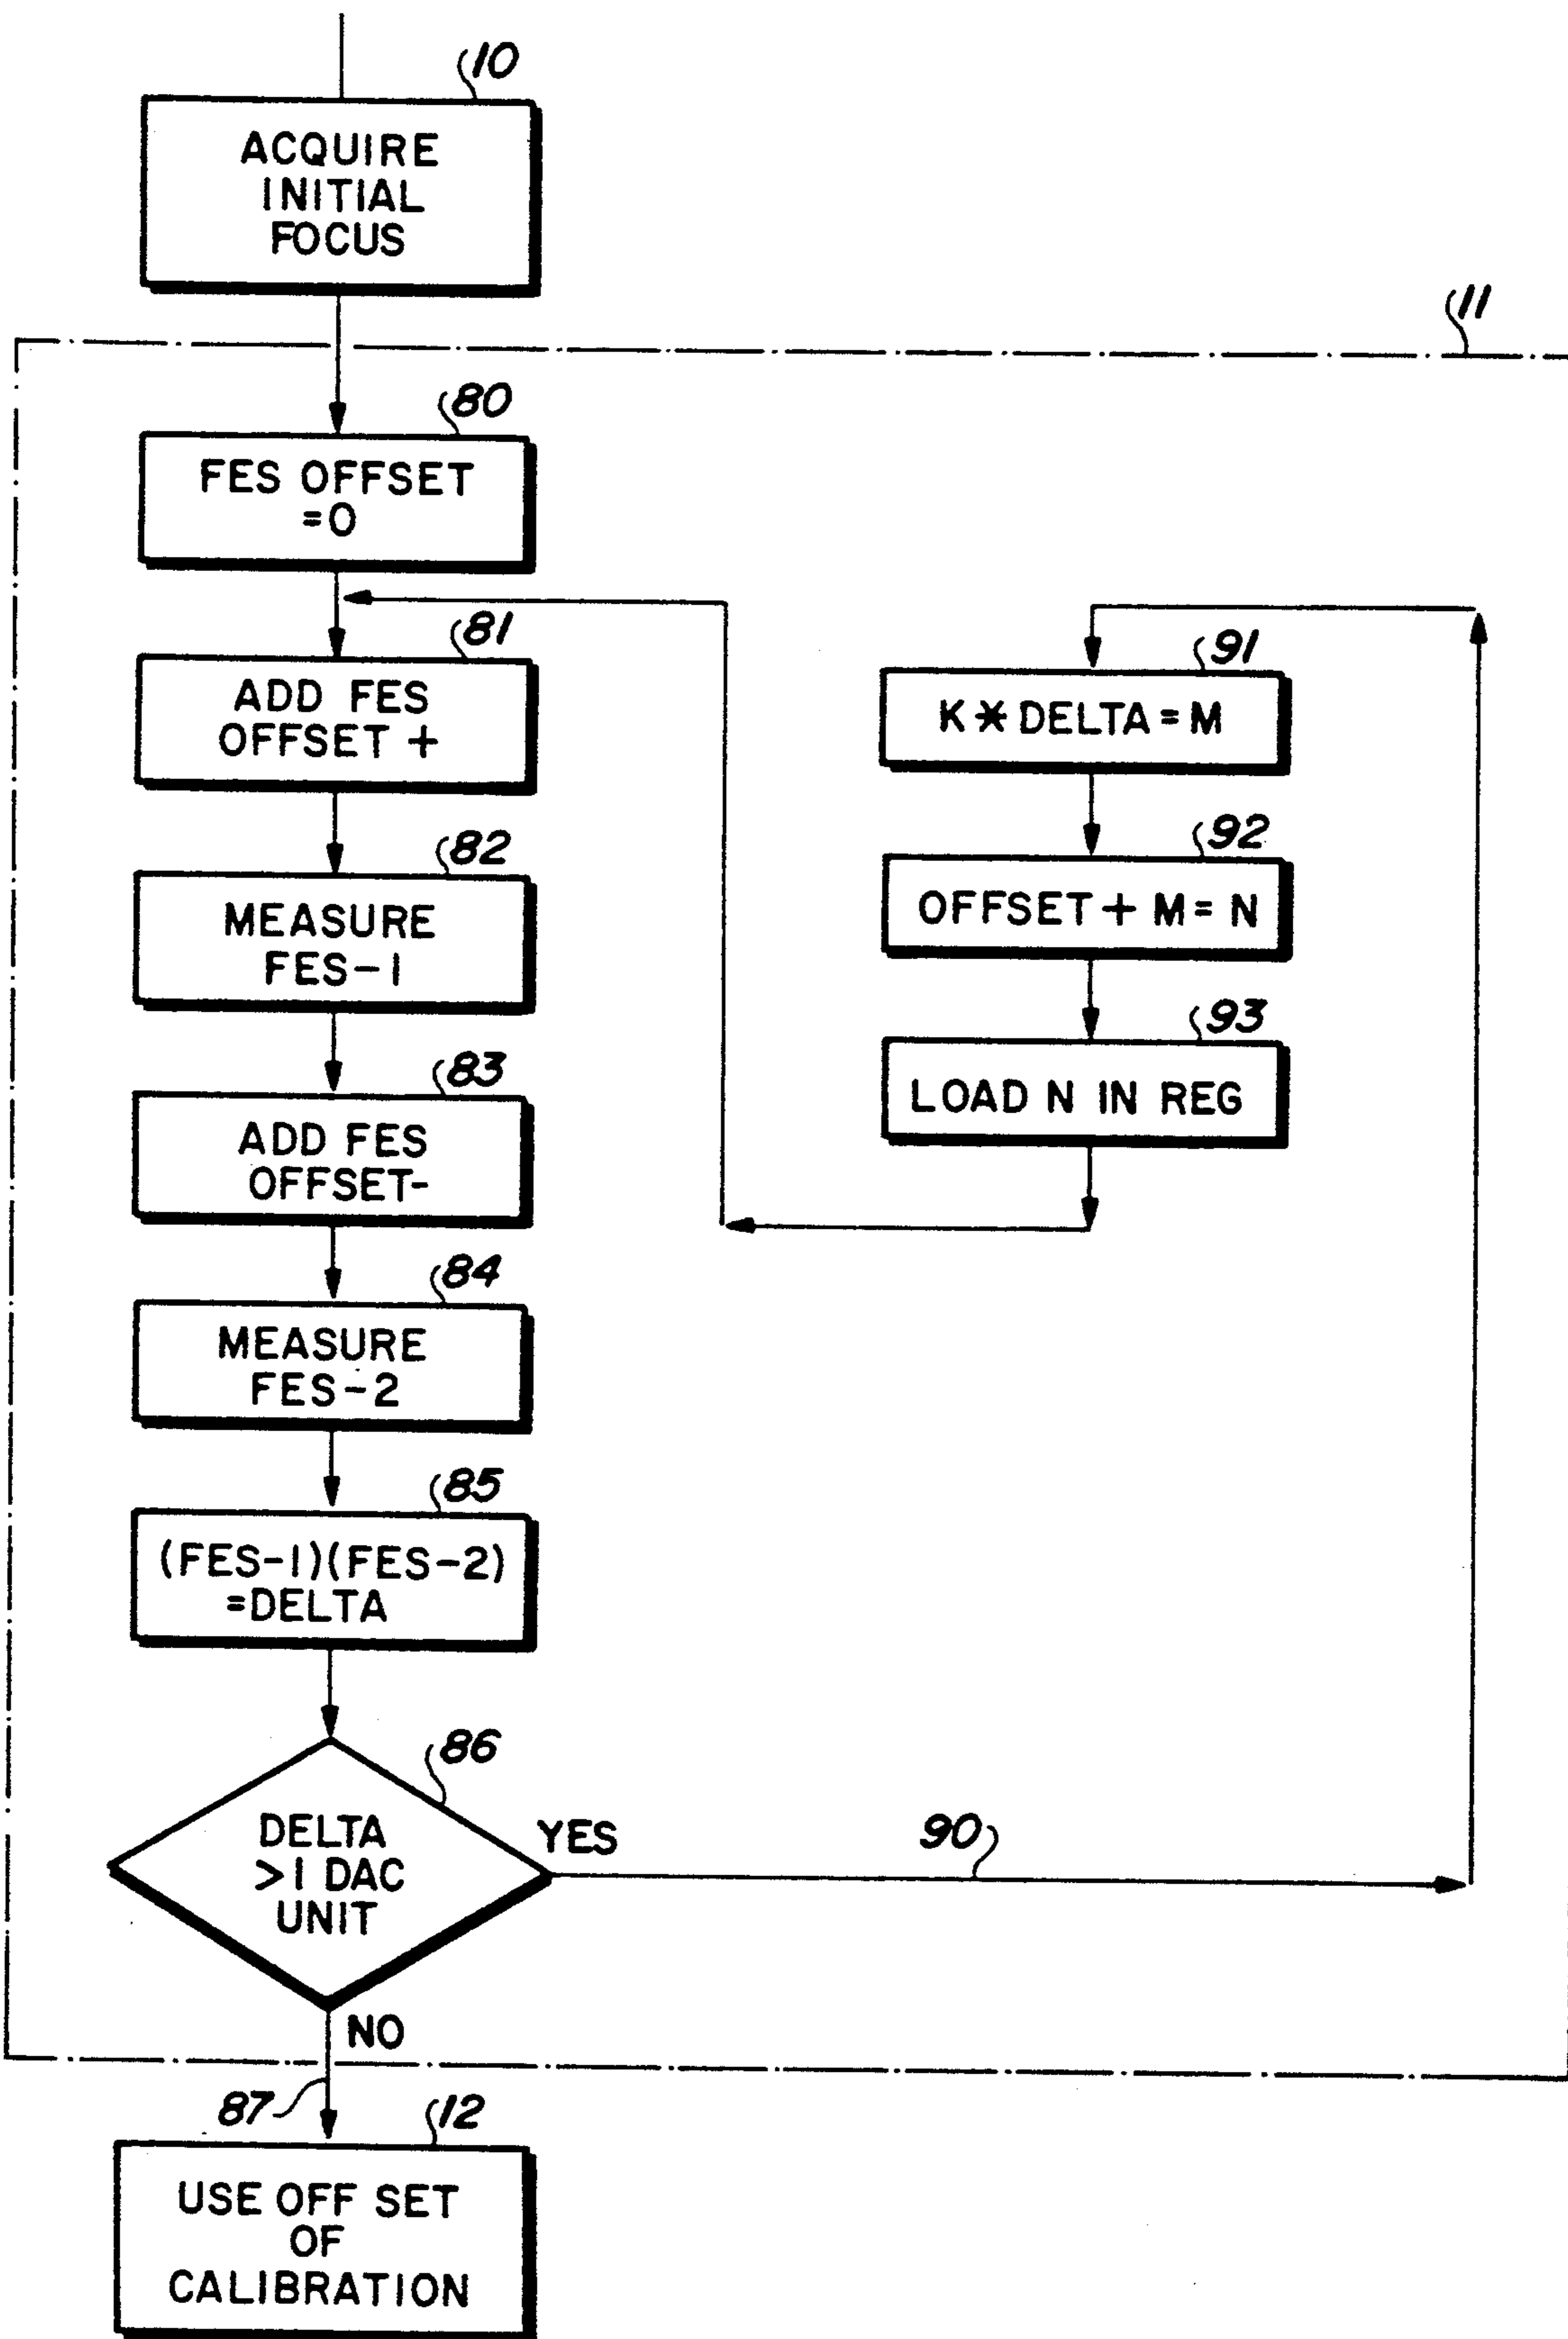 10
ACQUIRE
INITIAL
FOCUS
11
80
FES OFFSET
=0
81
ADD FES
OFFSET +
82
MEASURE
FES-1
83
ADD FES
OFFSET-
84
MEASURE
FES-2
85
(FES-1)(FES-2)
=DELTA
86
DELTA
>1 DAC
UNIT
YES
90
91
K*DELTA=M
92
OFFSET+M=N
93
LOAD N IN REG
NO
87
12
USE OFF SET
OF
CALIBRATION